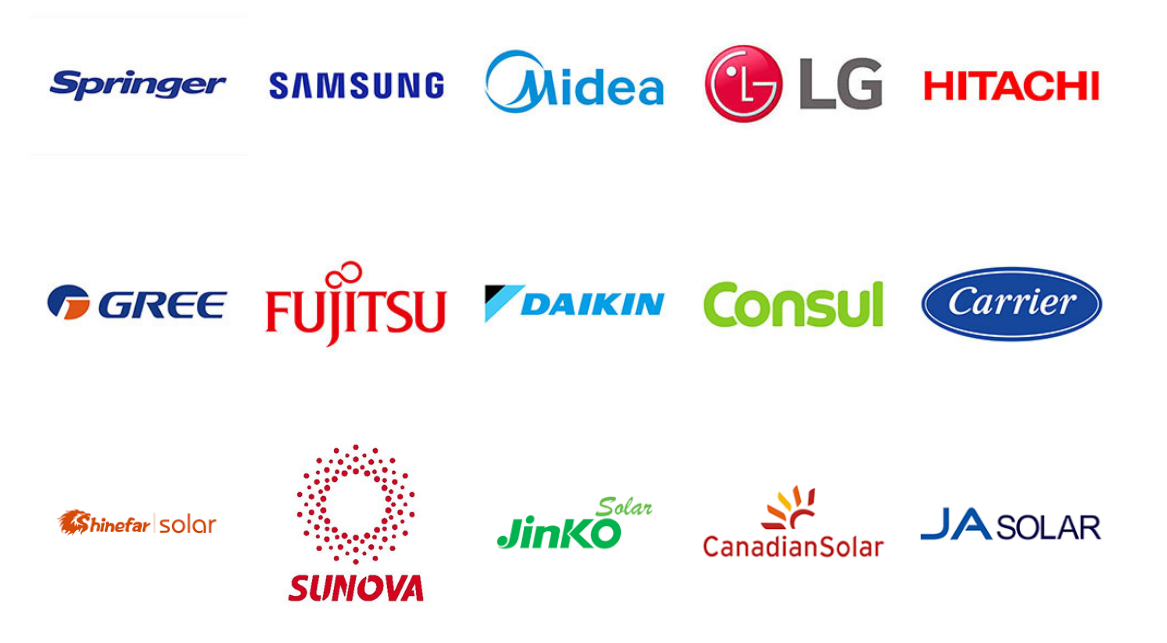 Springer
SAMSUNG
Midea
LG
HITACHI
GREE
FUJITSU
DAIKIN
Consul
Carrier
Shinefar solar
SUNOVA
Solar
JinKO
CanadianSolar
JA SOLAR